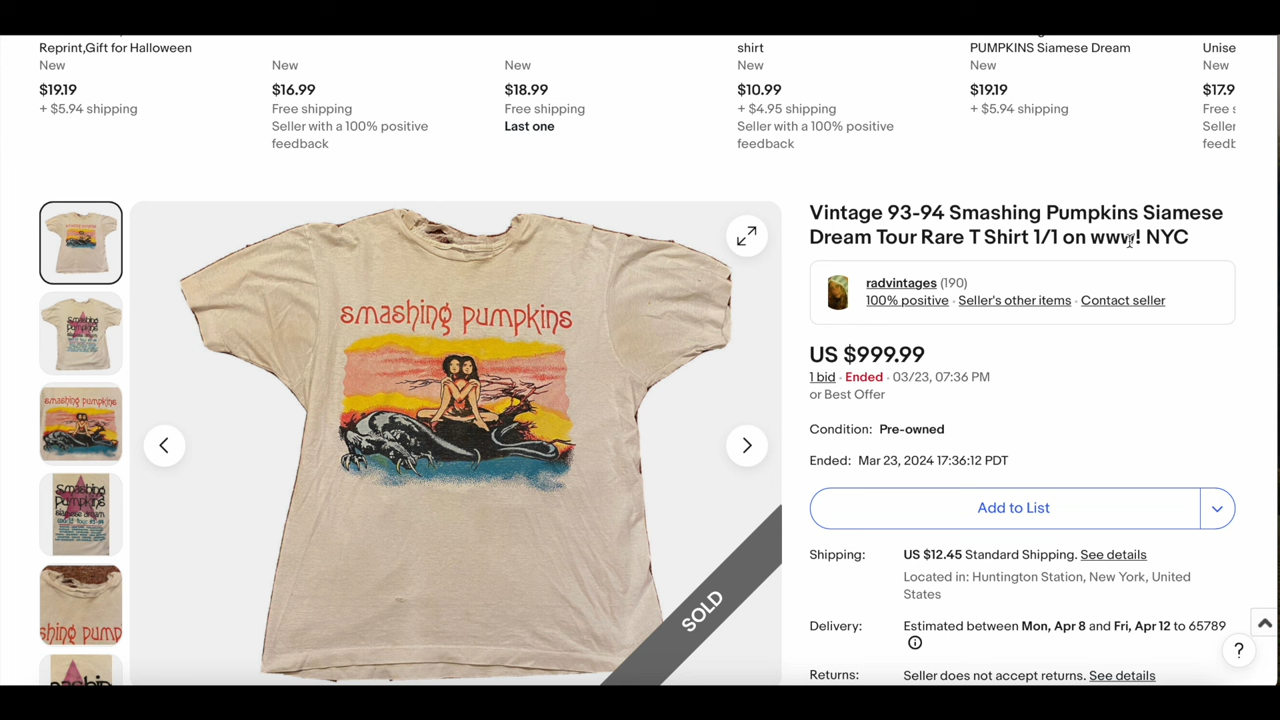 Reprint,Gift for Halloween
New
$19.19
+ $5.94 shipping
New
$16.99
Free shipping
Seller with a 100% positive
feedback
New
$18.99
Free shipping
Last one
shirt
New
$10.99
+ $4.95 shipping
Seller with a 100% positive
feedback
PUMPKINS Siamese Dream
New
$19.19
+ $5.94 shipping
Unise
New
$17.9
Free s
Seller
feedb
smashing pumpkins
SOLD
Vintage 93-94 Smashing Pumpkins Siamese
Dream Tour Rare T Shirt 1/1 on www! NYC
radvintages (190)
100% positive · Seller's other items · Contact seller
US $999.99
1 bid · Ended · 03/23, 07:36 PM
or Best Offer
Condition: Pre-owned
Ended: Mar 23, 2024 17:36:12 PDT
Add to List
Shipping: US $12.45 Standard Shipping. See details
Located in: Huntington Station, New York, United
States
Delivery: Estimated between Mon, Apr 8 and Fri, Apr 12 to 65789
Returns: Seller does not accept returns. See details
?